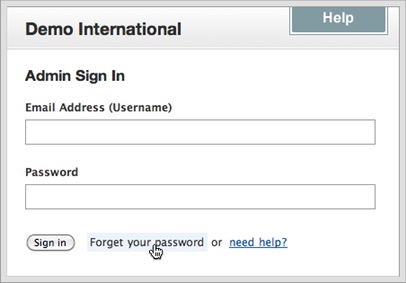 Help
Demo International
Admin Sign In
Email Address (Username)
Password
Sign in Forget your password or need help?